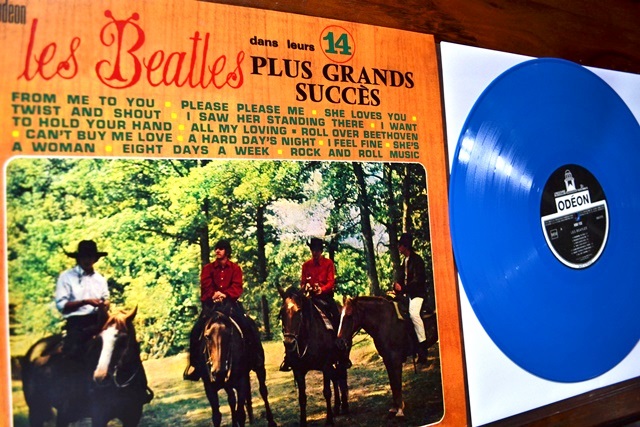 Odeon
les Beatles
dans leurs 14
PLUS GRANDS
SUCCÈS
FROM ME TO YOU • PLEASE PLEASE ME • SHE LOVES YOU •
TWIST AND SHOUT • I SAW HER STANDING THERE • I WANT
TO HOLD YOUR HAND • ALL MY LOVING • ROLL OVER BEETHOVEN
• CAN'T BUY ME LOVE • A HARD DAY'S NIGHT • I FEEL FINE • SHE'S
A WOMAN • EIGHT DAYS A WEEK • ROCK AND ROLL MUSIC
ODEON